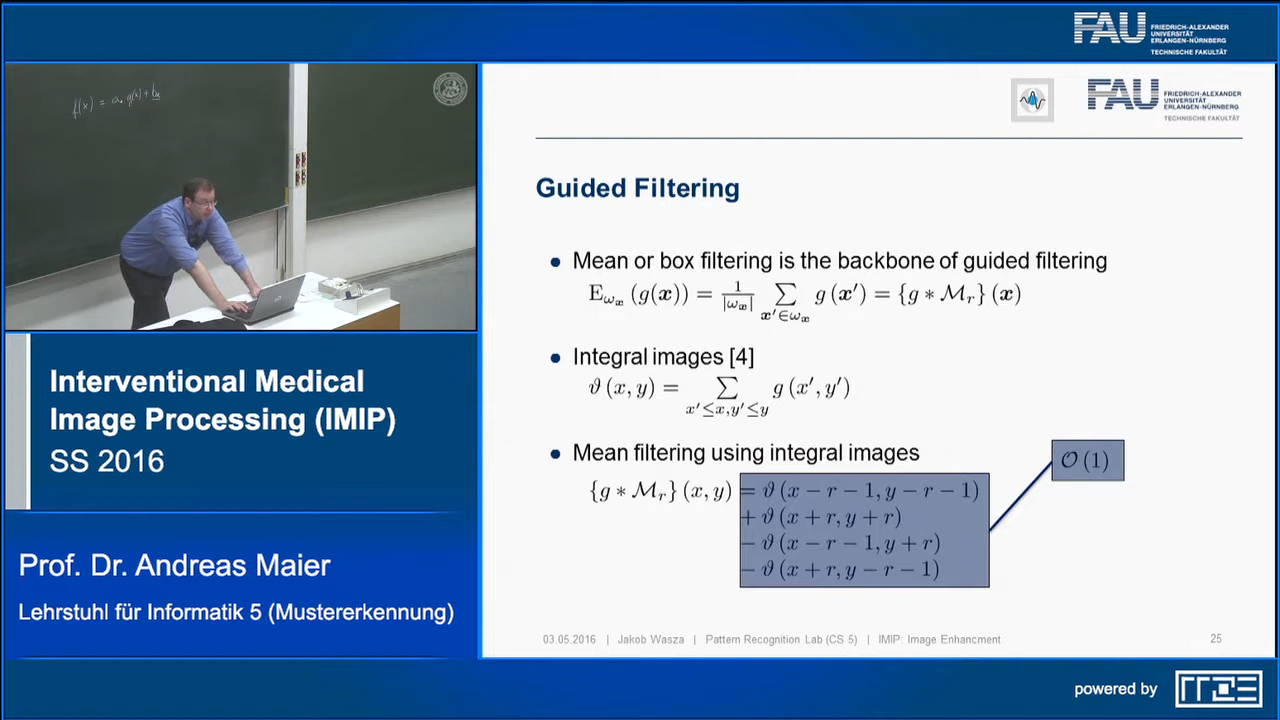 FAU FRIEDRICH-ALEXANDER
UNIVERSITÄT
ERLANGEN-NÜRNBERG
TECHNISCHE FAKULTÄT
f(x) = aₓ g(x) + bₓ
FAU FRIEDRICH-ALEXANDER
UNIVERSITÄT
ERLANGEN-NÜRNBERG
TECHNISCHE FAKULTÄT
Guided Filtering
• Mean or box filtering is the backbone of guided filtering
E_{ω_x} (g(x)) = 1/|ω_x| ∑_{x′∈ω_x} g (x′) = {g ∗ M_r} (x)
• Integral images [4]
ϑ (x, y) = ∑_{x′≤x,y′≤y} g (x′, y′)
• Mean filtering using integral images
O (1)
{g ∗ M_r} (x, y) = ϑ (x − r − 1, y − r − 1)
+ ϑ (x + r, y + r)
− ϑ (x − r − 1, y + r)
− ϑ (x + r, y − r − 1)
03.05.2016 | Jakob Wasza | Pattern Recognition Lab (CS 5) | IMIP: Image Enhancment 25
Interventional Medical
Image Processing (IMIP)
SS 2016
Prof. Dr. Andreas Maier
Lehrstuhl für Informatik 5 (Mustererkennung)
powered by RRZE